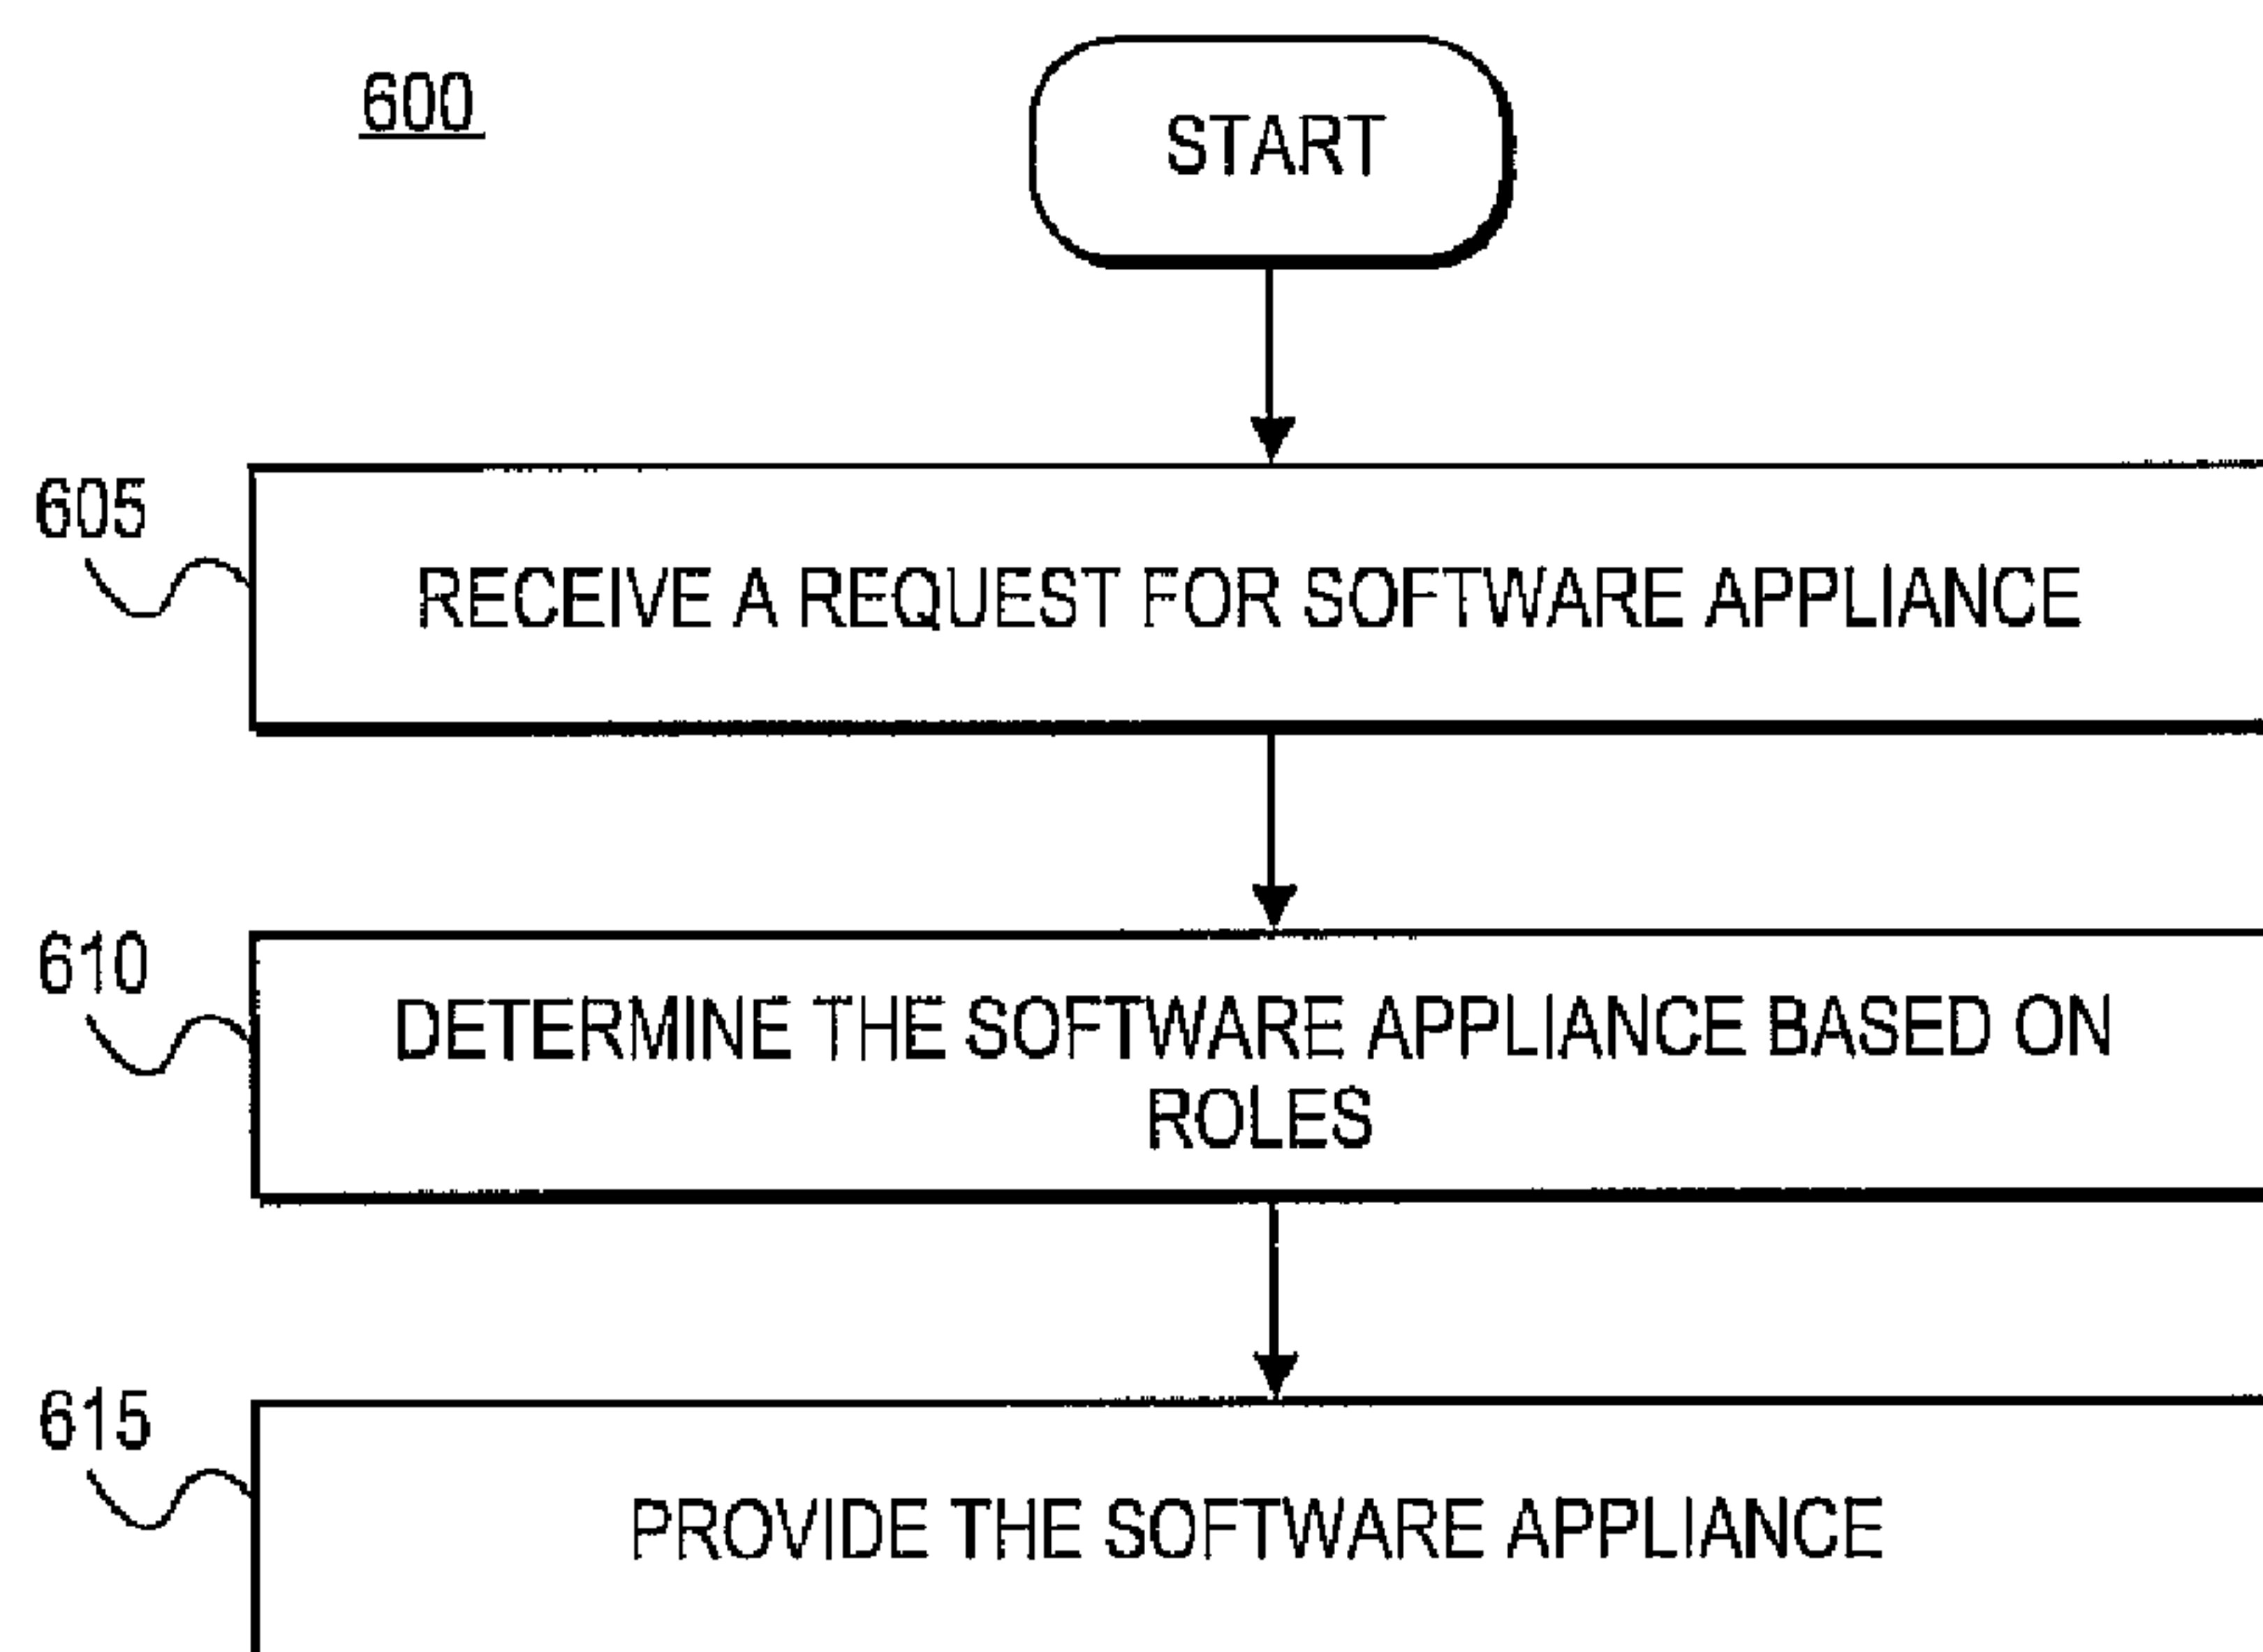 600
START
605
RECEIVE A REQUEST FOR SOFTWARE APPLIANCE
610
DETERMINE THE SOFTWARE APPLIANCE BASED ON
ROLES
615
PROVIDE THE SOFTWARE APPLIANCE